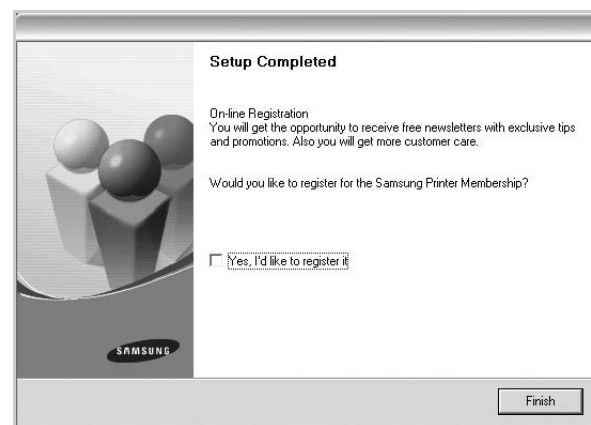 Setup Completed
On-line Registration
You will get the opportunity to receive free newsletters with exclusive tips
and promotions. Also you will get more customer care.
Would you like to register for the Samsung Printer Membership?
Yes, I'd like to register it
SAMSUNG
Finish